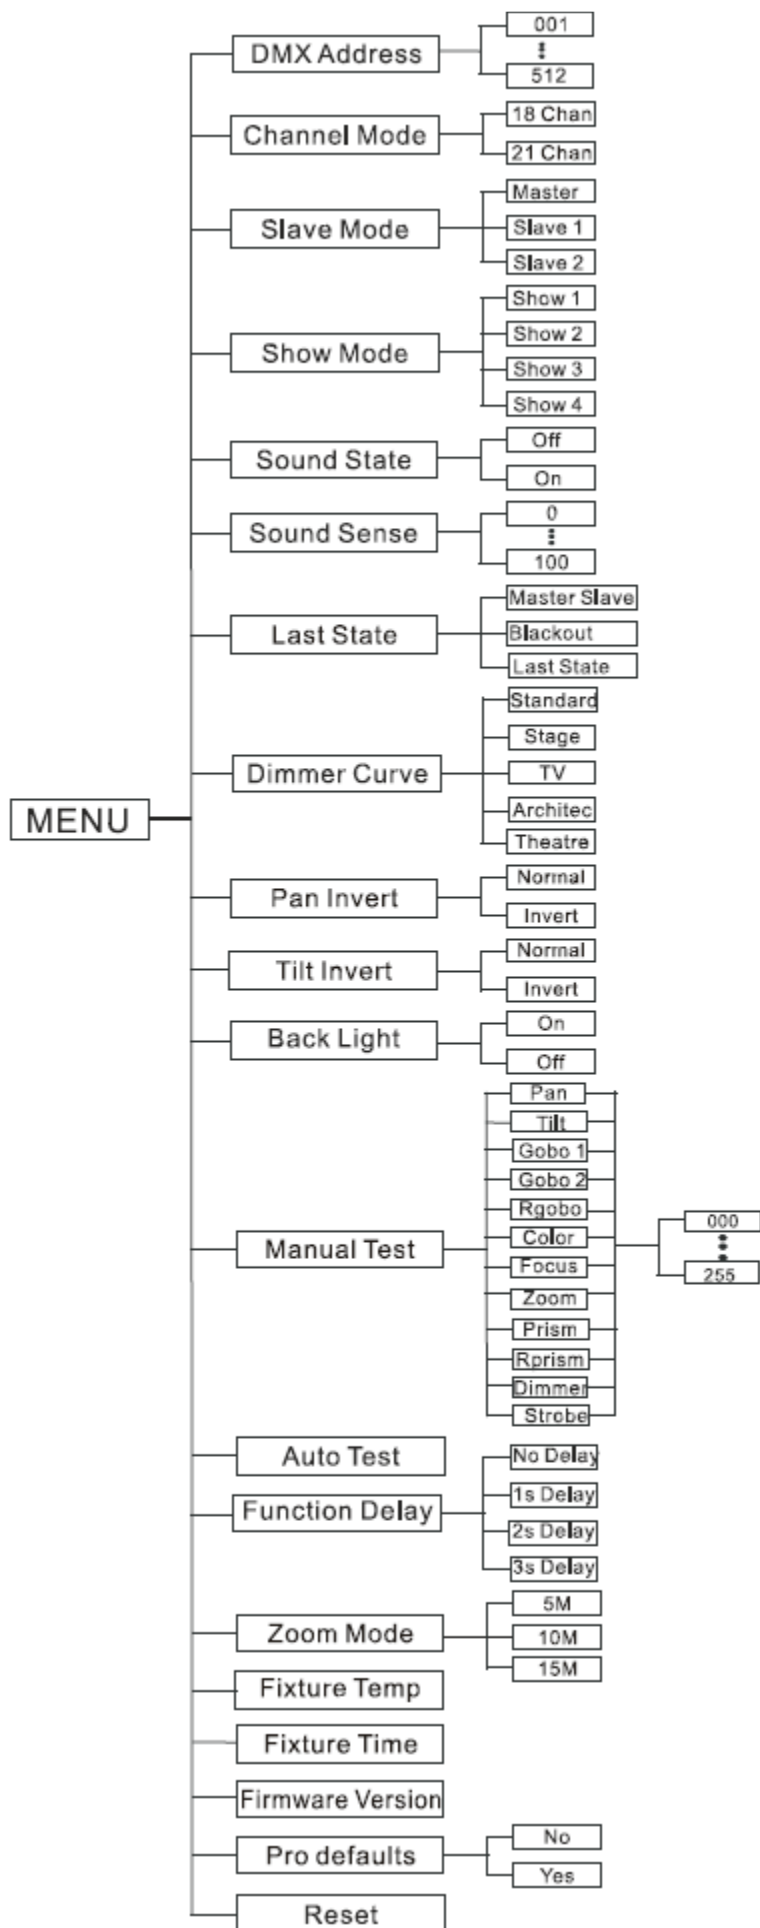 MENU
DMX Address
001
512
Channel Mode
18 Chan
21 Chan
Slave Mode
Master
Slave 1
Slave 2
Show Mode
Show 1
Show 2
Show 3
Show 4
Sound State
Off
On
Sound Sense
0
100
Last State
Master Slave
Blackout
Last State
Dimmer Curve
Standard
Stage
TV
Architec
Theatre
Pan Invert
Normal
Invert
Tilt Invert
Normal
Invert
Back Light
On
Off
Manual Test
Pan
Tilt
Gobo 1
Gobo 2
Rgobo
Color
Focus
Zoom
Prism
Rprism
Dimmer
Strobe
000
255
Auto Test
Function Delay
No Delay
1s Delay
2s Delay
3s Delay
Zoom Mode
5M
10M
15M
Fixture Temp
Fixture Time
Firmware Version
Pro defaults
No
Yes
Reset